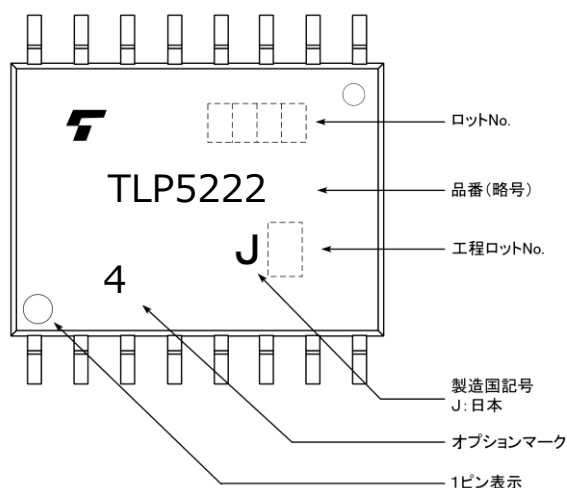 ロットNo.
TLP5222
品番(略号)
J
工程ロットNo.
4
製造国記号
J:日本
オプションマーク
1ピン表示